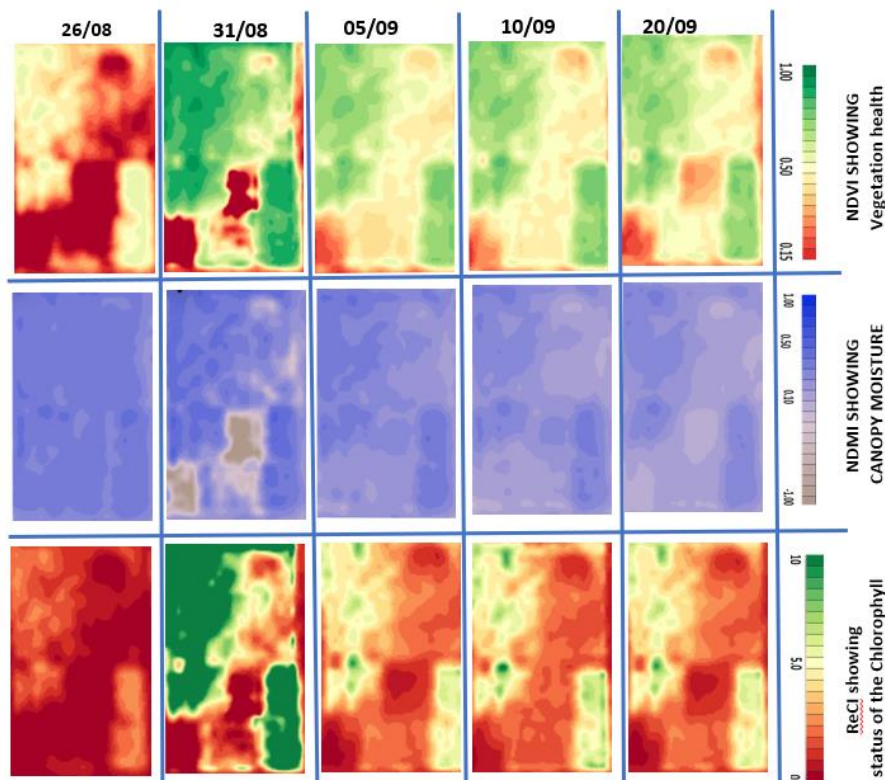 26/08
31/08
05/09
10/09
20/09
1.00
0.50
0.15
NDVI SHOWING
Vegetation health
1.00
0.50
0.10
-1.00
NDMI SHOWING
CANOPY MOISTURE
10
5.0
0
ReCl showing
status of the Chlorophyll